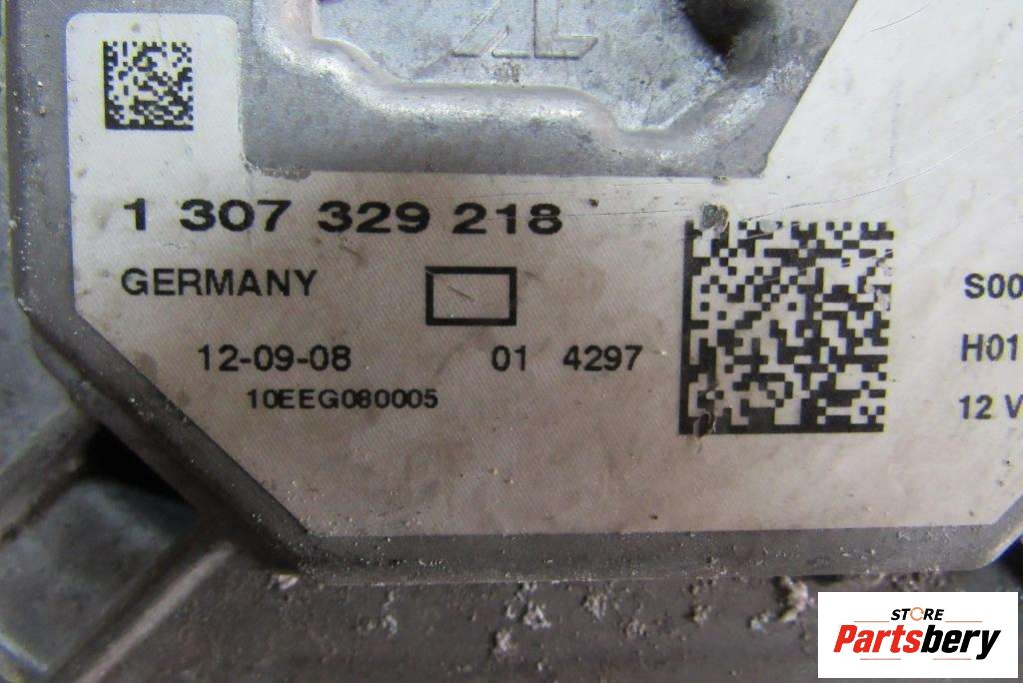 1 307 329 218
GERMANY
12-09-08 01 4297
10EEG080005
S00
H01
12 V
STORE
Partsbery